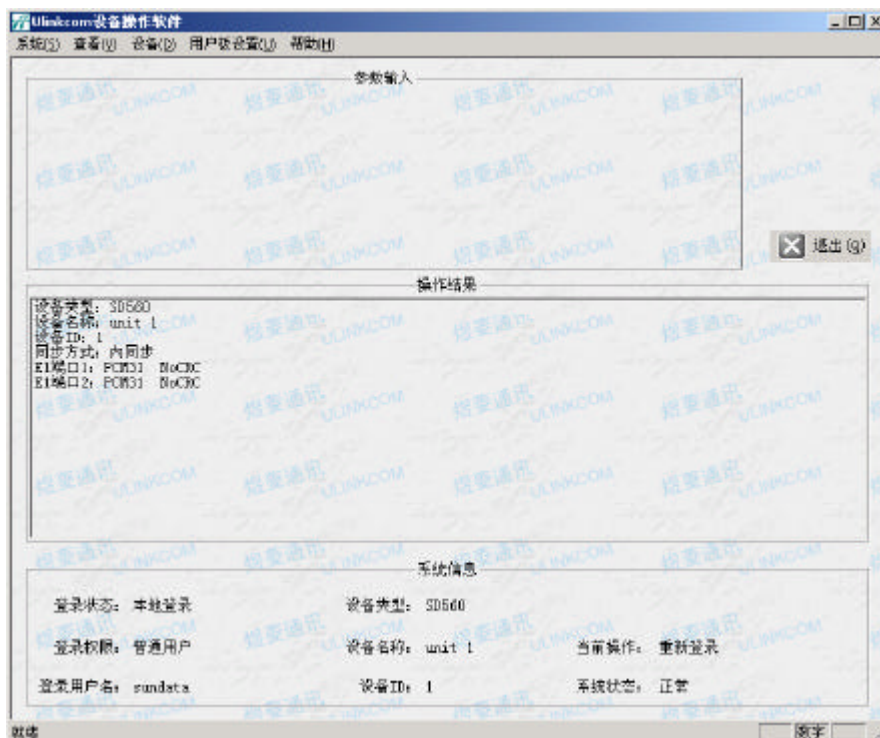 Ulinkcom设备操作软件
系统(S) 查看(V) 设备(D) 用户板设置(U) 帮助(H)
参数输入
退出(Q)
操作结果
设备类型: SD560
设备名称: unit 1
设备ID: 1
同步方式: 内同步
E1端口1: PCM31 NoCRC
E1端口2: PCM31 NoCRC
系统信息
登录状态: 本地登录 设备类型: SD560
登录权限: 普通用户 设备名称: unit 1 当前操作: 重新登录
登录用户名: sundata 设备ID: 1 系统状态: 正常
就绪 数字
煜菱通讯 ULINKCOM